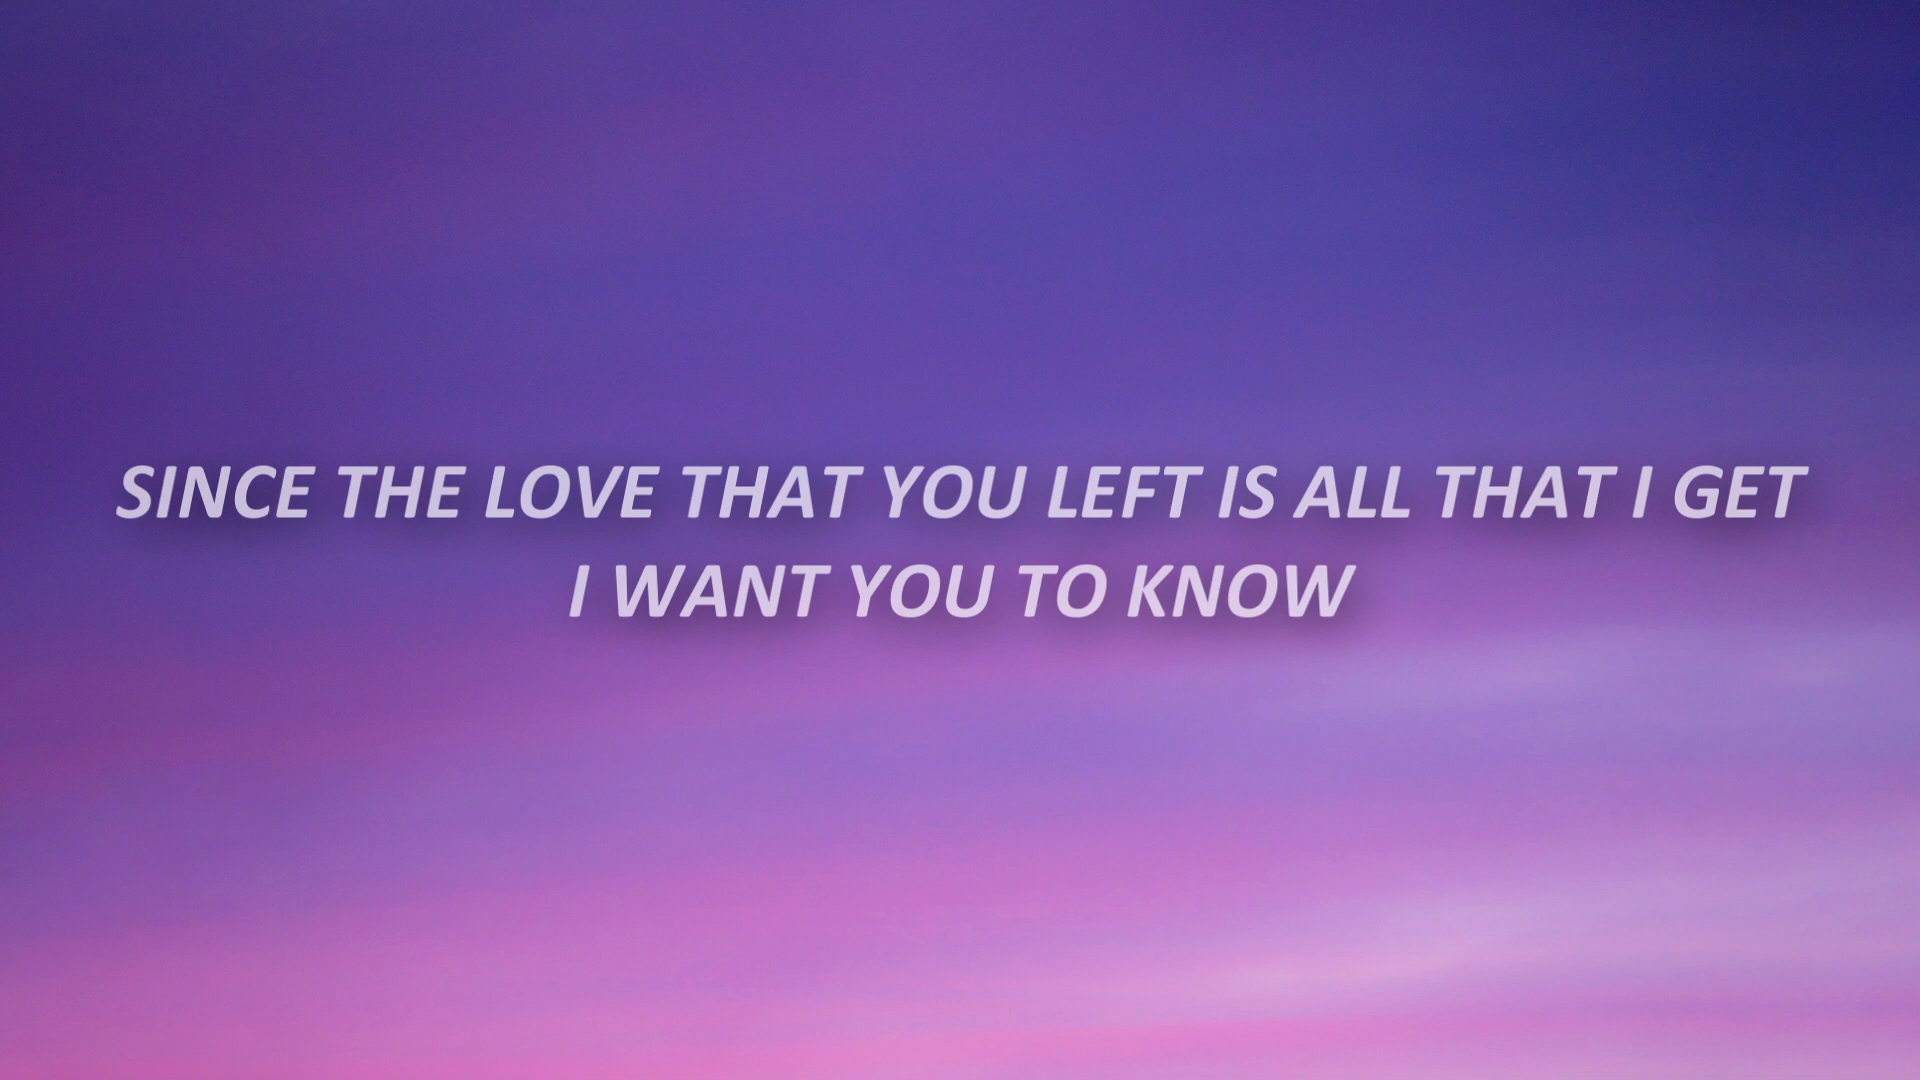 SINCE THE LOVE THAT YOU LEFT IS ALL THAT I GET
I WANT YOU TO KNOW